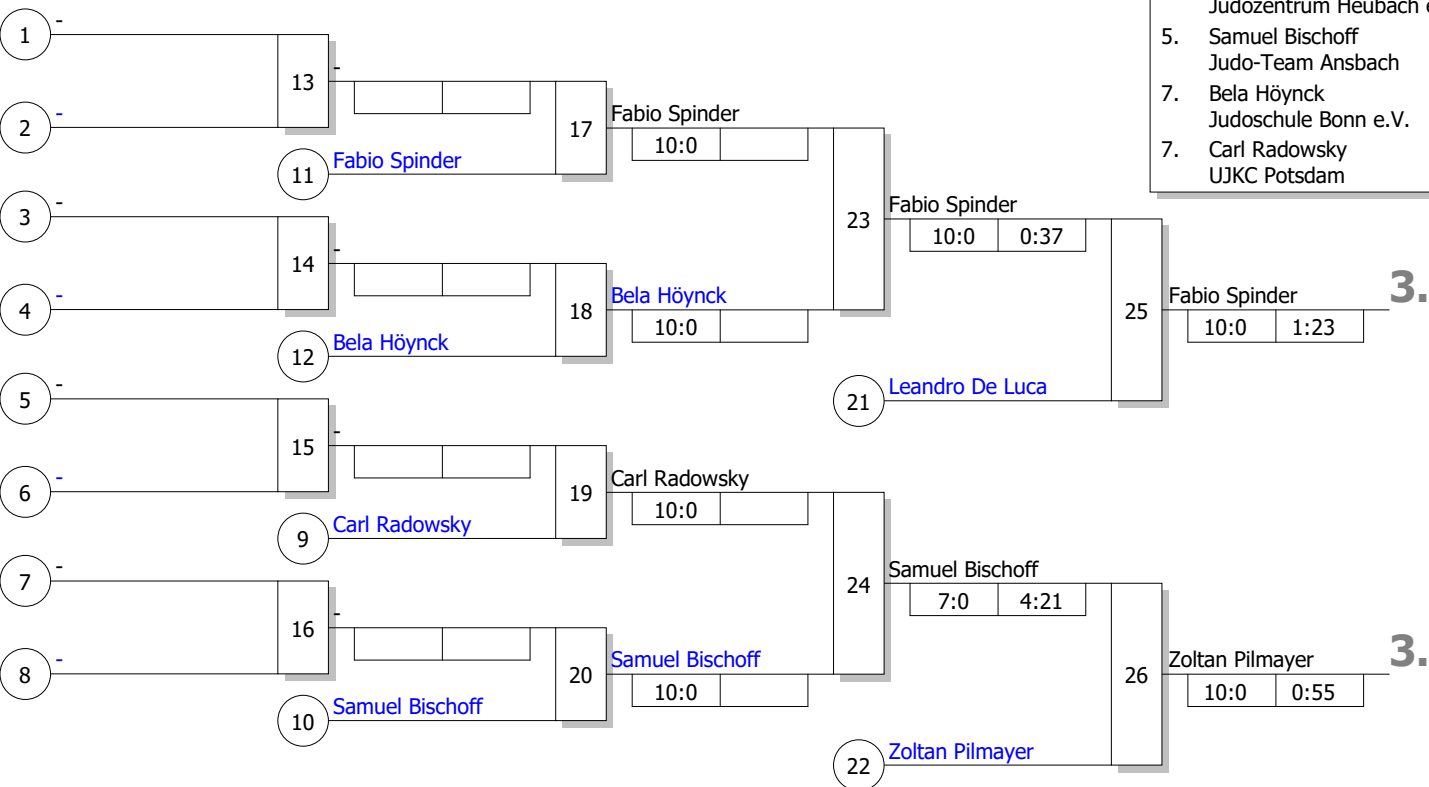 Judozentrum Heubach e
5. Samuel Bischoff
Judo-Team Ansbach
7. Bela Höynck
Judoschule Bonn e.V.
7. Carl Radowsky
UJKC Potsdam
1 -
13 -
2 -
17 Fabio Spinder
10:0
11 Fabio Spinder
3 -
23 Fabio Spinder
10:0 0:37
14 -
4 -
18 Bela Höynck
10:0
12 Bela Höynck
25 Fabio Spinder 3.
10:0 1:23
21 Leandro De Luca
5 -
15 -
6 -
19 Carl Radowsky
10:0
9 Carl Radowsky
7 -
24 Samuel Bischoff
7:0 4:21
16 -
8 -
20 Samuel Bischoff
10:0
10 Samuel Bischoff
26 Zoltan Pilmayer 3.
10:0 0:55
22 Zoltan Pilmayer